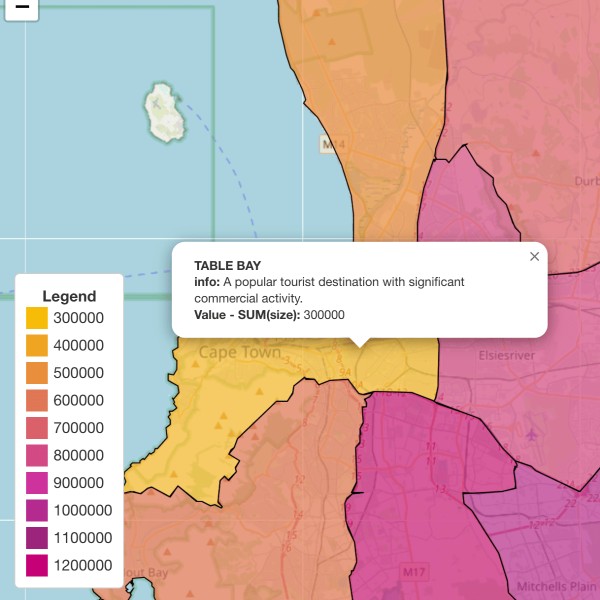 −
M14
Durb
TABLE BAY ×
info: A popular tourist destination with significant
commercial activity.
Value - SUM(size): 300000
Legend
300000
400000
500000
600000
700000
800000
900000
1000000
1100000
1200000
Cape Town
Elsiesriver
out Bay
M17
Mitchells Plain